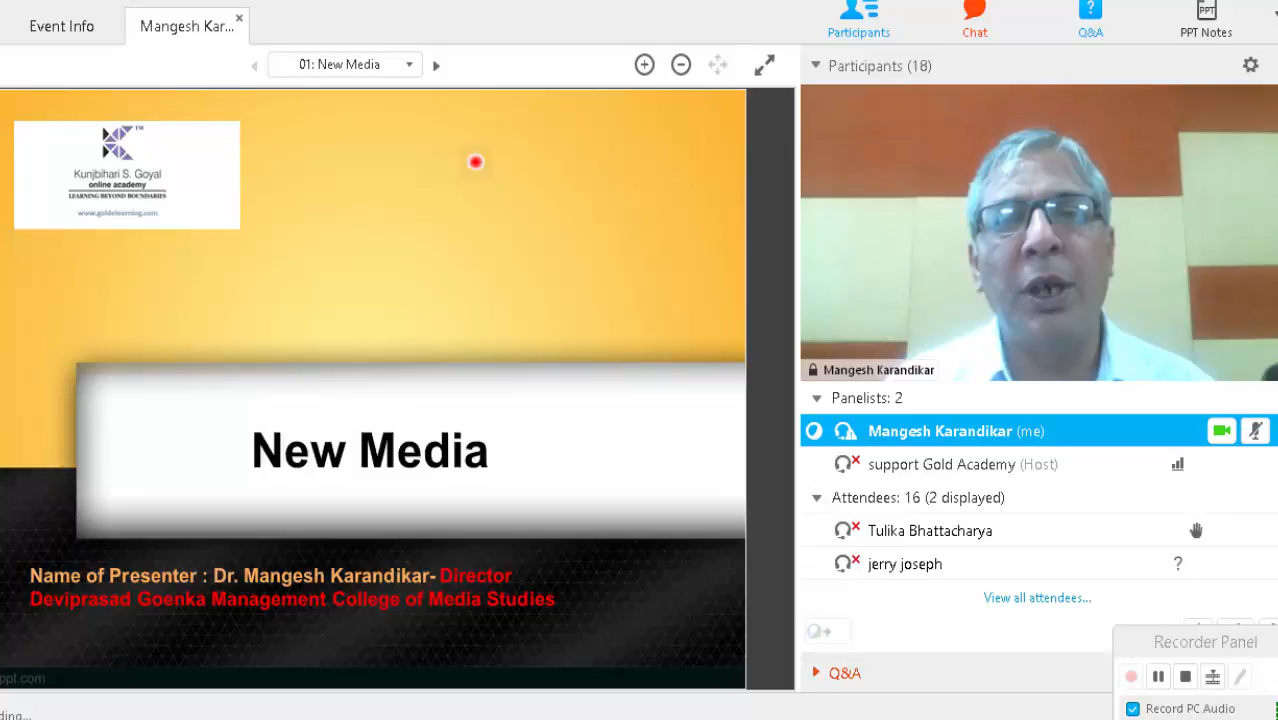 Event Info
Mangesh Kar...
Participants
Chat
?
Q&A
PPT
PPT Notes
01: New Media
Participants (18)
TM
Kunjbihari S. Goyal
online academy
LEARNING BEYOND BOUNDARIES
www.goldelearning.com
Mangesh Karandikar
Panelists: 2
Mangesh Karandikar (me)
support Gold Academy (Host)
Attendees: 16 (2 displayed)
Tulika Bhattacharya
jerry joseph
?
View all attendees...
New Media
Name of Presenter : Dr. Mangesh Karandikar- Director
Deviprasad Goenka Management College of Media Studies
Recorder Panel
Q&A
ppt.com
Record PC Audio